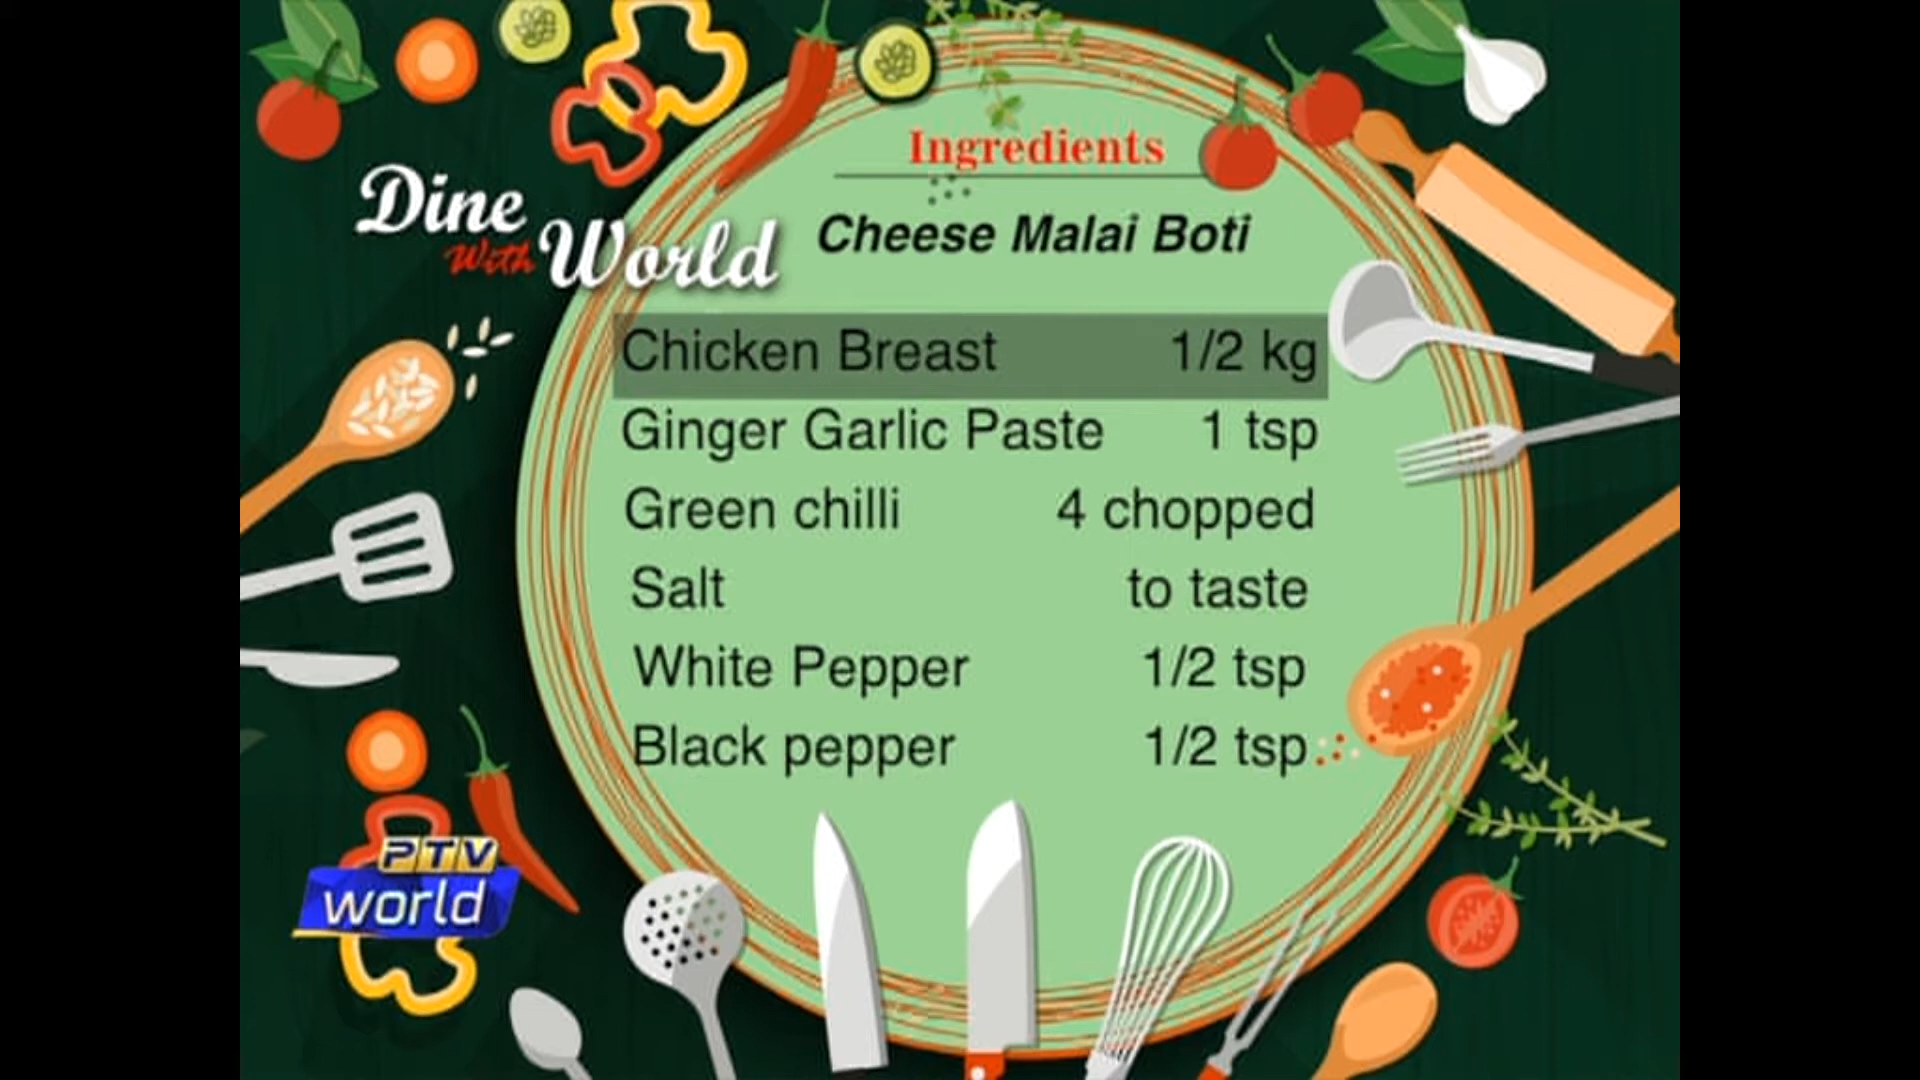 Ingredients
Dine
With World
Cheese Malai Boti
Chicken Breast 1/2 kg
Ginger Garlic Paste 1 tsp
Green chilli 4 chopped
Salt to taste
White Pepper 1/2 tsp
Black pepper 1/2 tsp
PTV
world